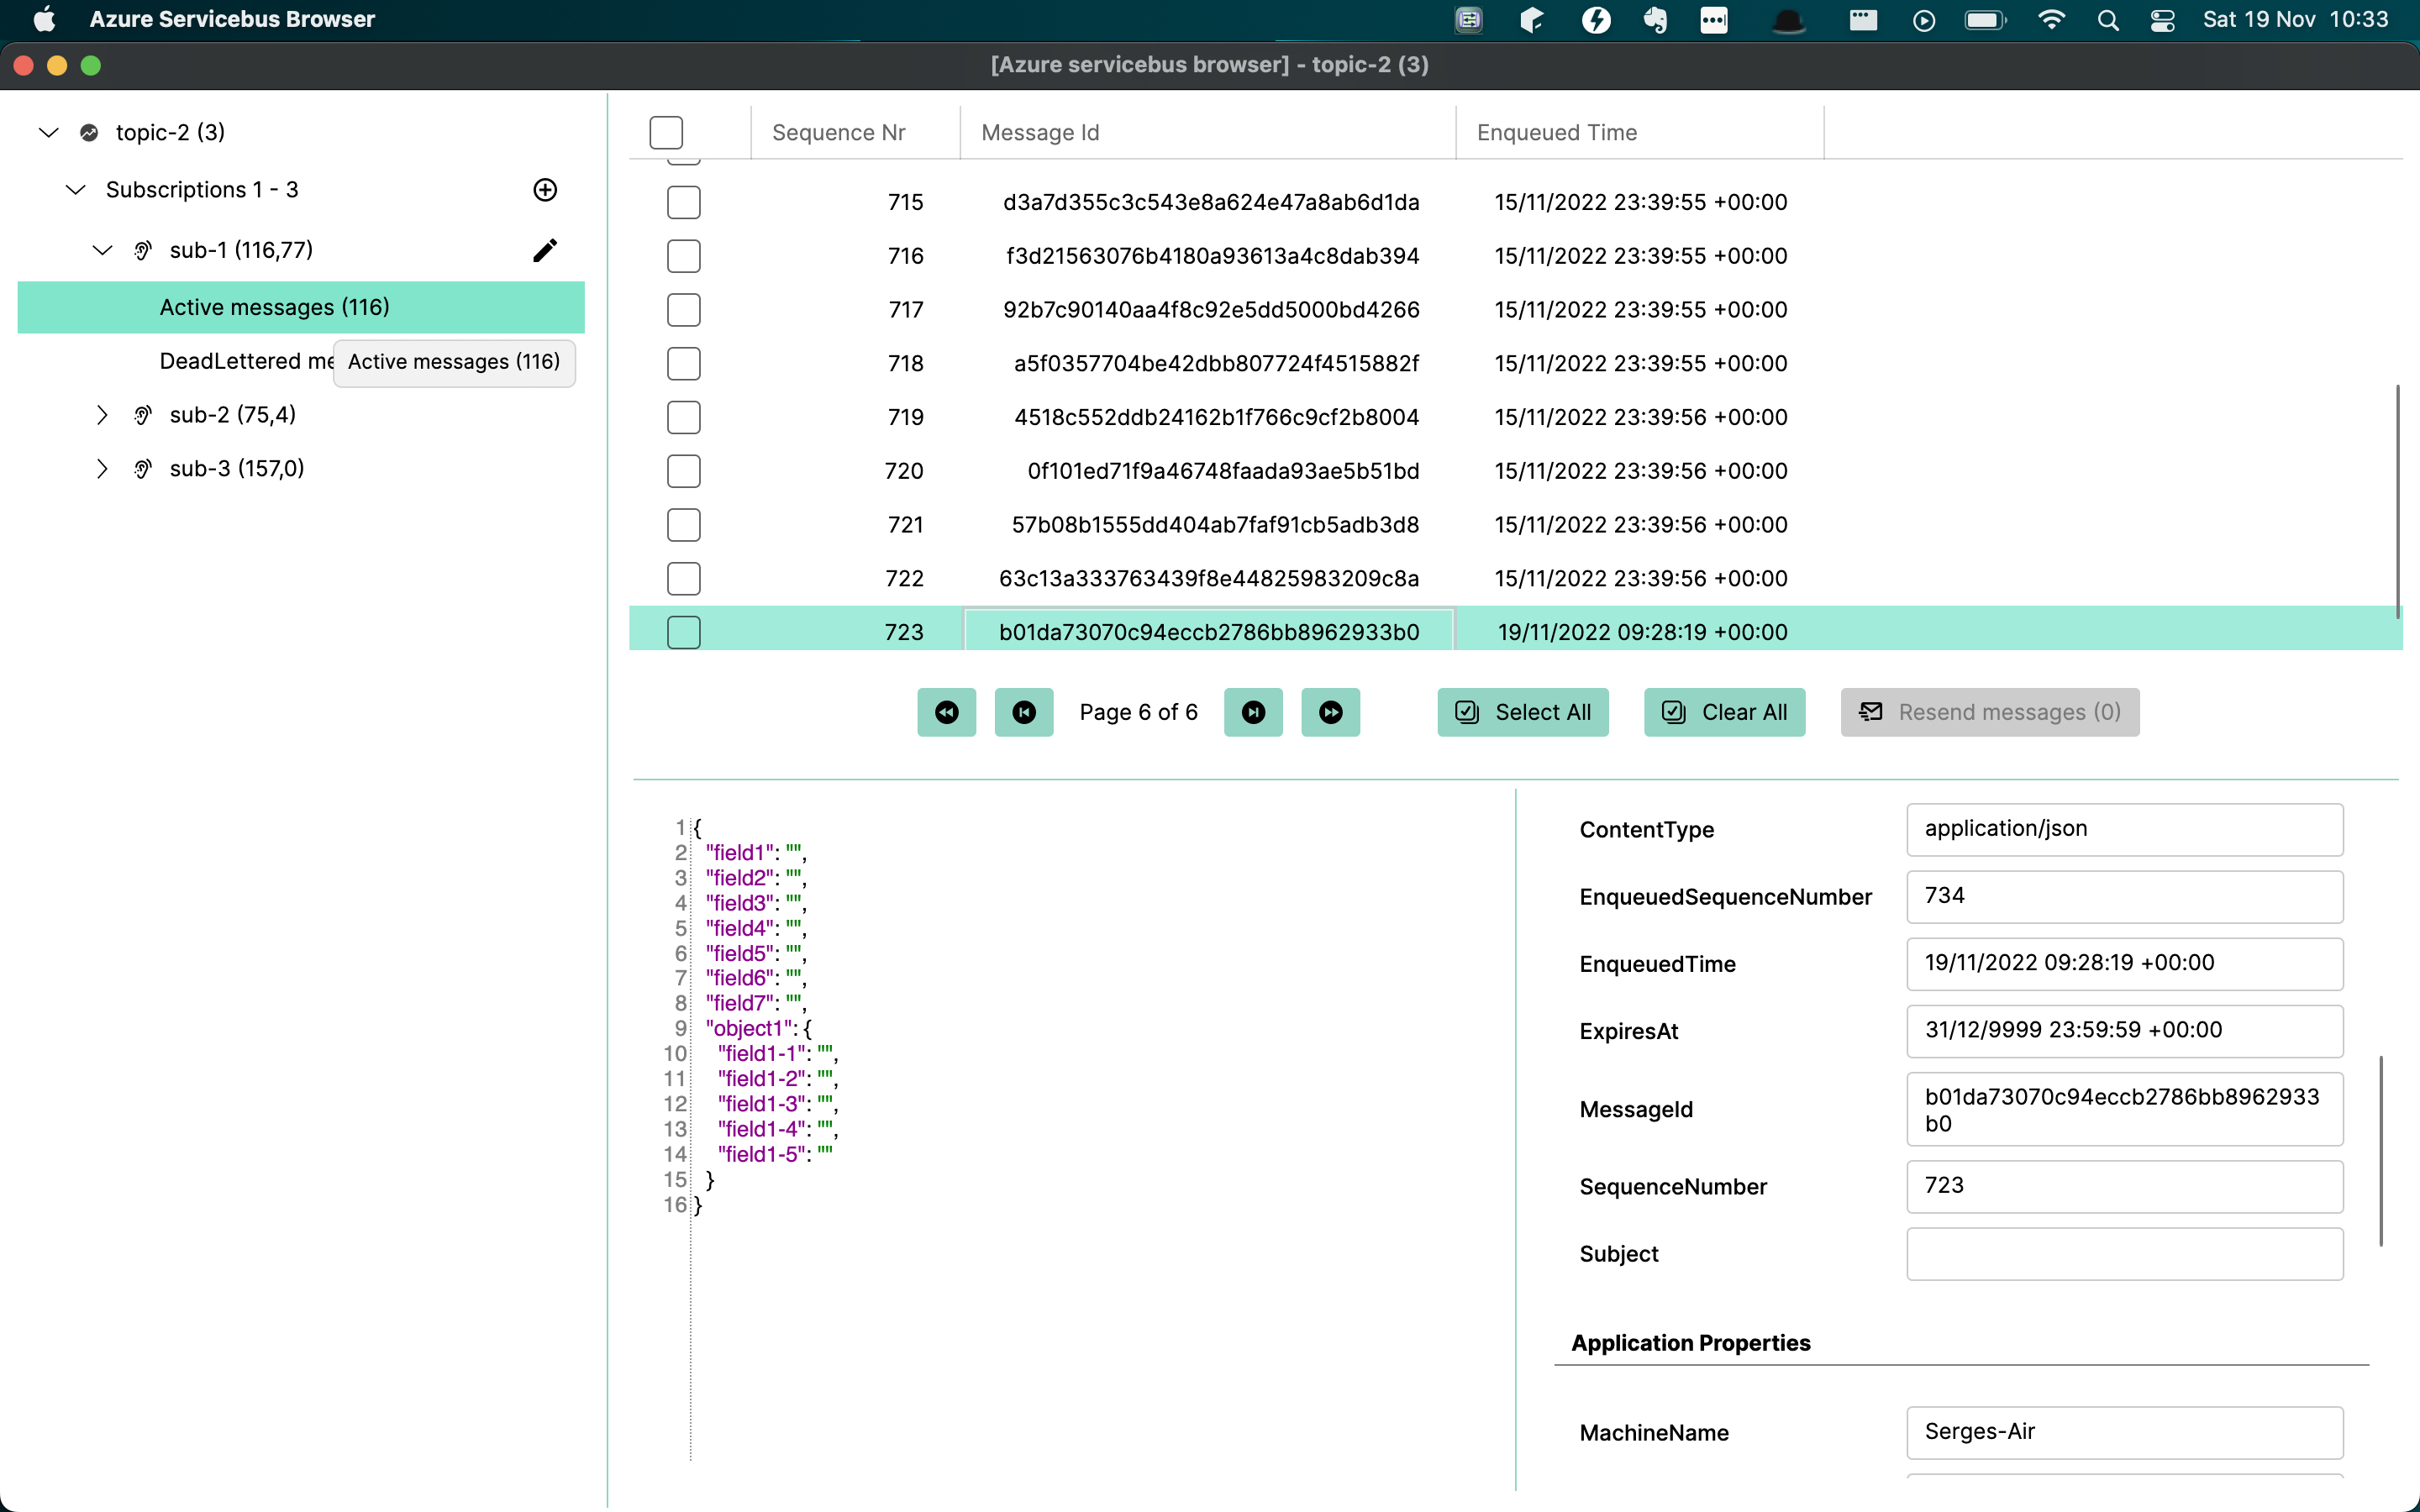 Azure Servicebus Browser
Sat 19 Nov 10:33
[Azure servicebus browser] - topic-2 (3)
topic-2 (3)
Subscriptions 1 - 3
sub-1 (116,77)
Active messages (116)
DeadLettered me
Active messages (116)
sub-2 (75,4)
sub-3 (157,0)
Sequence Nr Message Id Enqueued Time
715 d3a7d355c3c543e8a624e47a8ab6d1da 15/11/2022 23:39:55 +00:00
716 f3d21563076b4180a93613a4c8dab394 15/11/2022 23:39:55 +00:00
717 92b7c90140aa4f8c92e5dd5000bd4266 15/11/2022 23:39:55 +00:00
718 a5f0357704be42dbb807724f4515882f 15/11/2022 23:39:55 +00:00
719 4518c552ddb24162b1f766c9cf2b8004 15/11/2022 23:39:56 +00:00
720 0f101ed71f9a46748faada93ae5b51bd 15/11/2022 23:39:56 +00:00
721 57b08b1555dd404ab7faf91cb5adb3d8 15/11/2022 23:39:56 +00:00
722 63c13a333763439f8e44825983209c8a 15/11/2022 23:39:56 +00:00
723 b01da73070c94eccb2786bb8962933b0 19/11/2022 09:28:19 +00:00
Page 6 of 6 Select All Clear All Resend messages (0)
1 {
2 "field1": "",
3 "field2": "",
4 "field3": "",
5 "field4": "",
6 "field5": "",
7 "field6": "",
8 "field7": "",
9 "object1": {
10 "field1-1": "",
11 "field1-2": "",
12 "field1-3": "",
13 "field1-4": "",
14 "field1-5": ""
15 }
16 }
ContentType application/json
EnqueuedSequenceNumber 734
EnqueuedTime 19/11/2022 09:28:19 +00:00
ExpiresAt 31/12/9999 23:59:59 +00:00
MessageId b01da73070c94eccb2786bb8962933
b0
SequenceNumber 723
Subject
Application Properties
MachineName Serges-Air